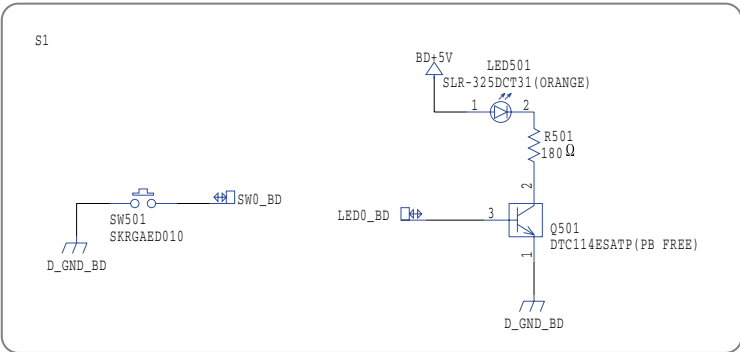 S1
BD+5V
LED501
SLR-325DCT31(ORANGE)
1
2
R501
180Ω
2
SW0_BD
LED0_BD
3
SW501
SKRGAED010
Q501
DTC114ESATP(PB FREE)
1
D_GND_BD
D_GND_BD